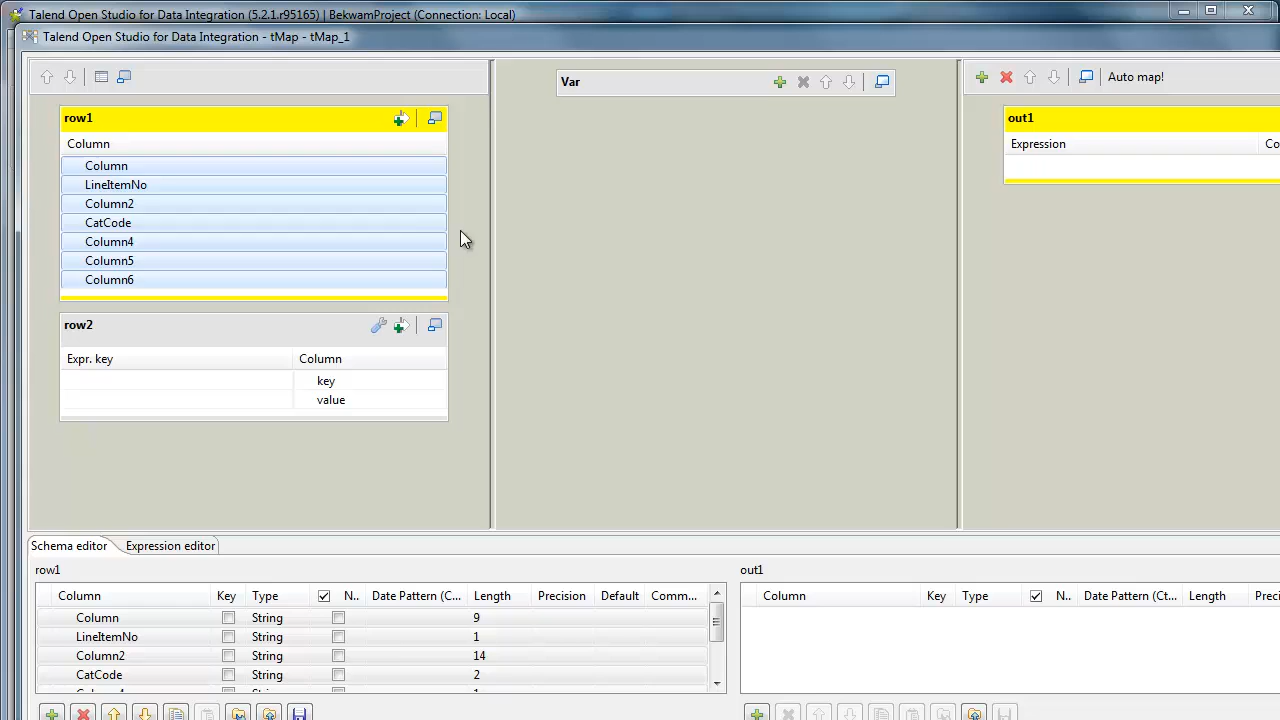 Talend Open Studio for Data Integration (5.2.1.r95165) | BekwamProject (Connection: Local)
Talend Open Studio for Data Integration - tMap - tMap_1
Var
Auto map!
row1
Column
Column
LineItemNo
Column2
CatCode
Column4
Column5
Column6
row2
Expr. key Column
key
value
out1
Expression Co
Schema editor Expression editor
row1
Column Key Type N.. Date Pattern (C... Length Precision Default Comm...
Column String 9
LineItemNo String 1
Column2 String 14
CatCode String 2
out1
Column Key Type N.. Date Pattern (Ct... Length Preci